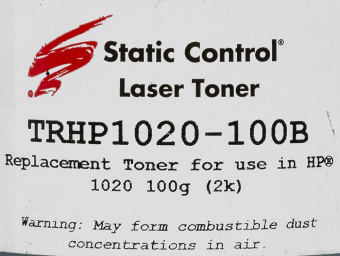 Static Control®
Laser Toner
TRHP1020-100B
Replacement Toner for use in HP®
1020 100g (2k)
Warning: May form combustible dust
concentrations in air.